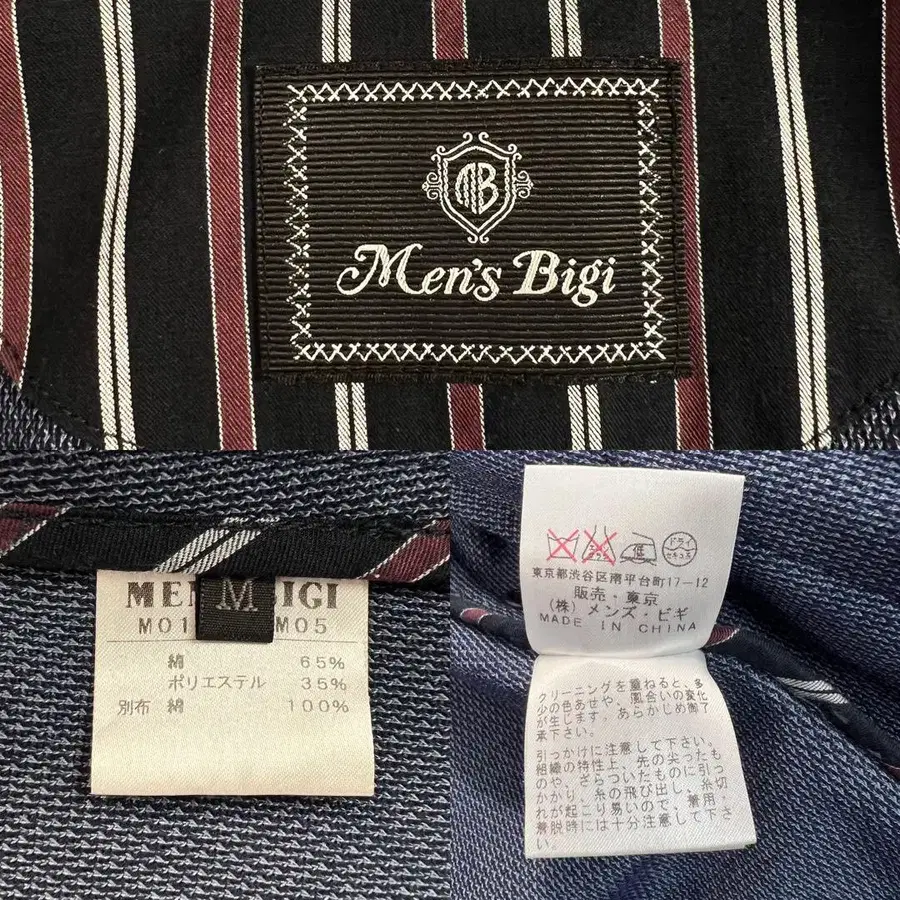 MB
Men's Bigi
MEN BIGI
M
M01 M05
綿 65%
ポリエステル 35%
別布 綿 100%
低
ドライ
セキユ系
東京都渋谷区南平台町17-12
販売・東京
(株) メンズ・ビギ
MADE IN CHINA
クリーニングを重ねると、多
少の色あせや、風合いの変化
が生じます。あらかじめ御了
承下さい。
引っかけに注意して下さい。
組織の特性上、先の尖ったも
のや、ざらついたものに引っ
かかり、糸の飛び出し、糸切
れが起こり易いので、着用・
着脱時には十分注意して下さ
い。